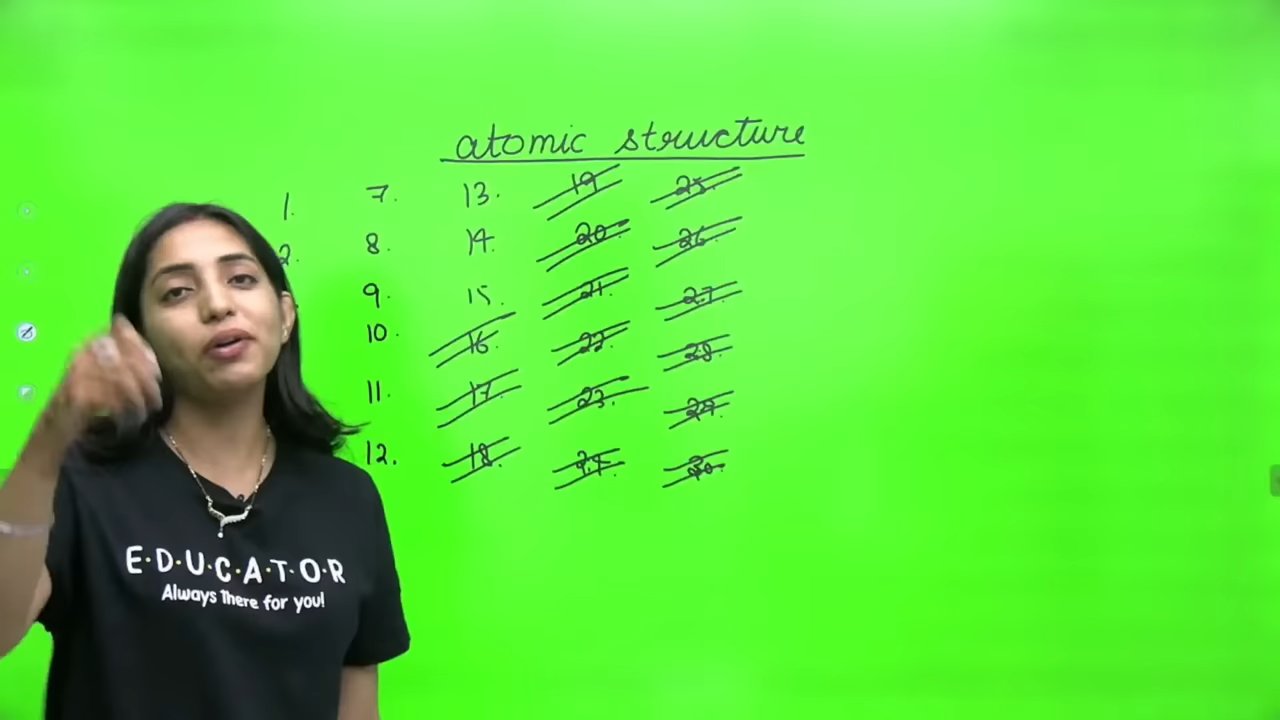 atomic structure
1. 7. 13. 19. 25.
2. 8. 14. 20. 26.
9. 15. 21. 27.
10. 16. 22. 28.
11. 17. 23. 29.
12. 18. 24. 30.
E·D·U·C·A·T·O·R
Always There for you!